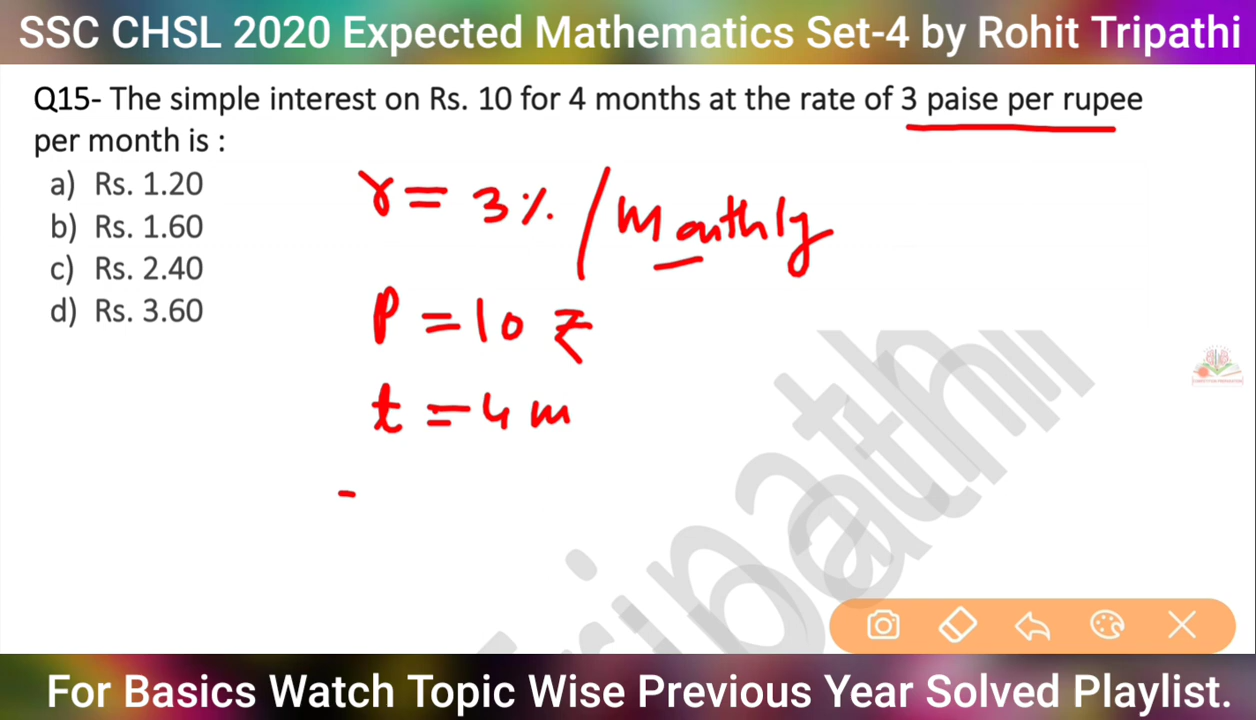 SSC CHSL 2020 Expected Mathematics Set-4 by Rohit Tripathi
Q15- The simple interest on Rs. 10 for 4 months at the rate of 3 paise per rupee
per month is :
a) Rs. 1.20
b) Rs. 1.60
c) Rs. 2.40
d) Rs. 3.60
r = 3% / Monthly
P = 10 ₹
t = 4 m
Tripathi
For Basics Watch Topic Wise Previous Year Solved Playlist.